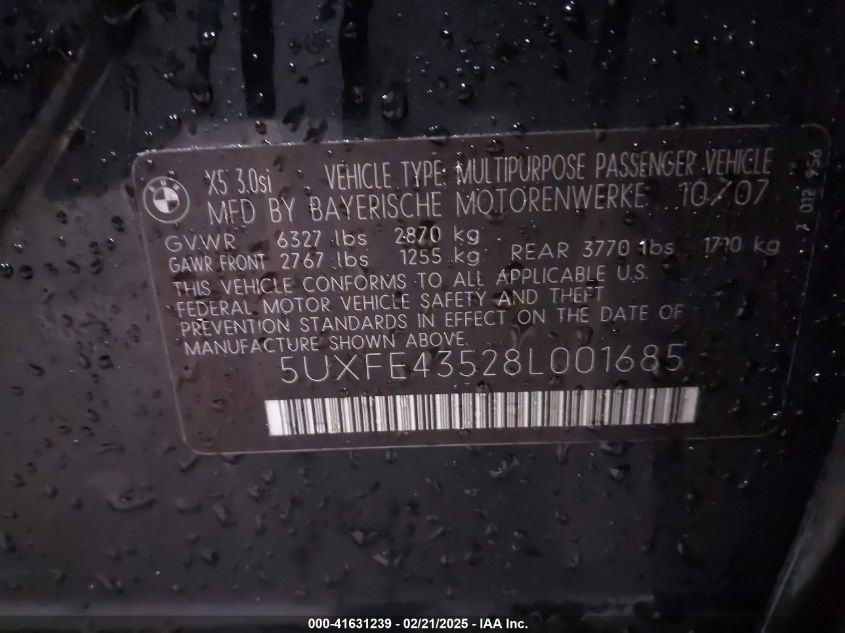 X5 3.0si VEHICLE TYPE: MULTIPURPOSE PASSENGER VEHICLE
MFD BY BAYERISCHE MOTORENWERKE 10/07
GVWR 6327 lbs 2870 kg
GAWR FRONT 2767 lbs 1255 kg REAR 3770 lbs 1710 kg
THIS VEHICLE CONFORMS TO ALL APPLICABLE U.S.
FEDERAL MOTOR VEHICLE SAFETY AND THEFT
PREVENTION STANDARDS IN EFFECT ON THE DATE OF
MANUFACTURE SHOWN ABOVE.
5UXFE43528L001685
000-41631239 - 02/21/2025 - IAA Inc.